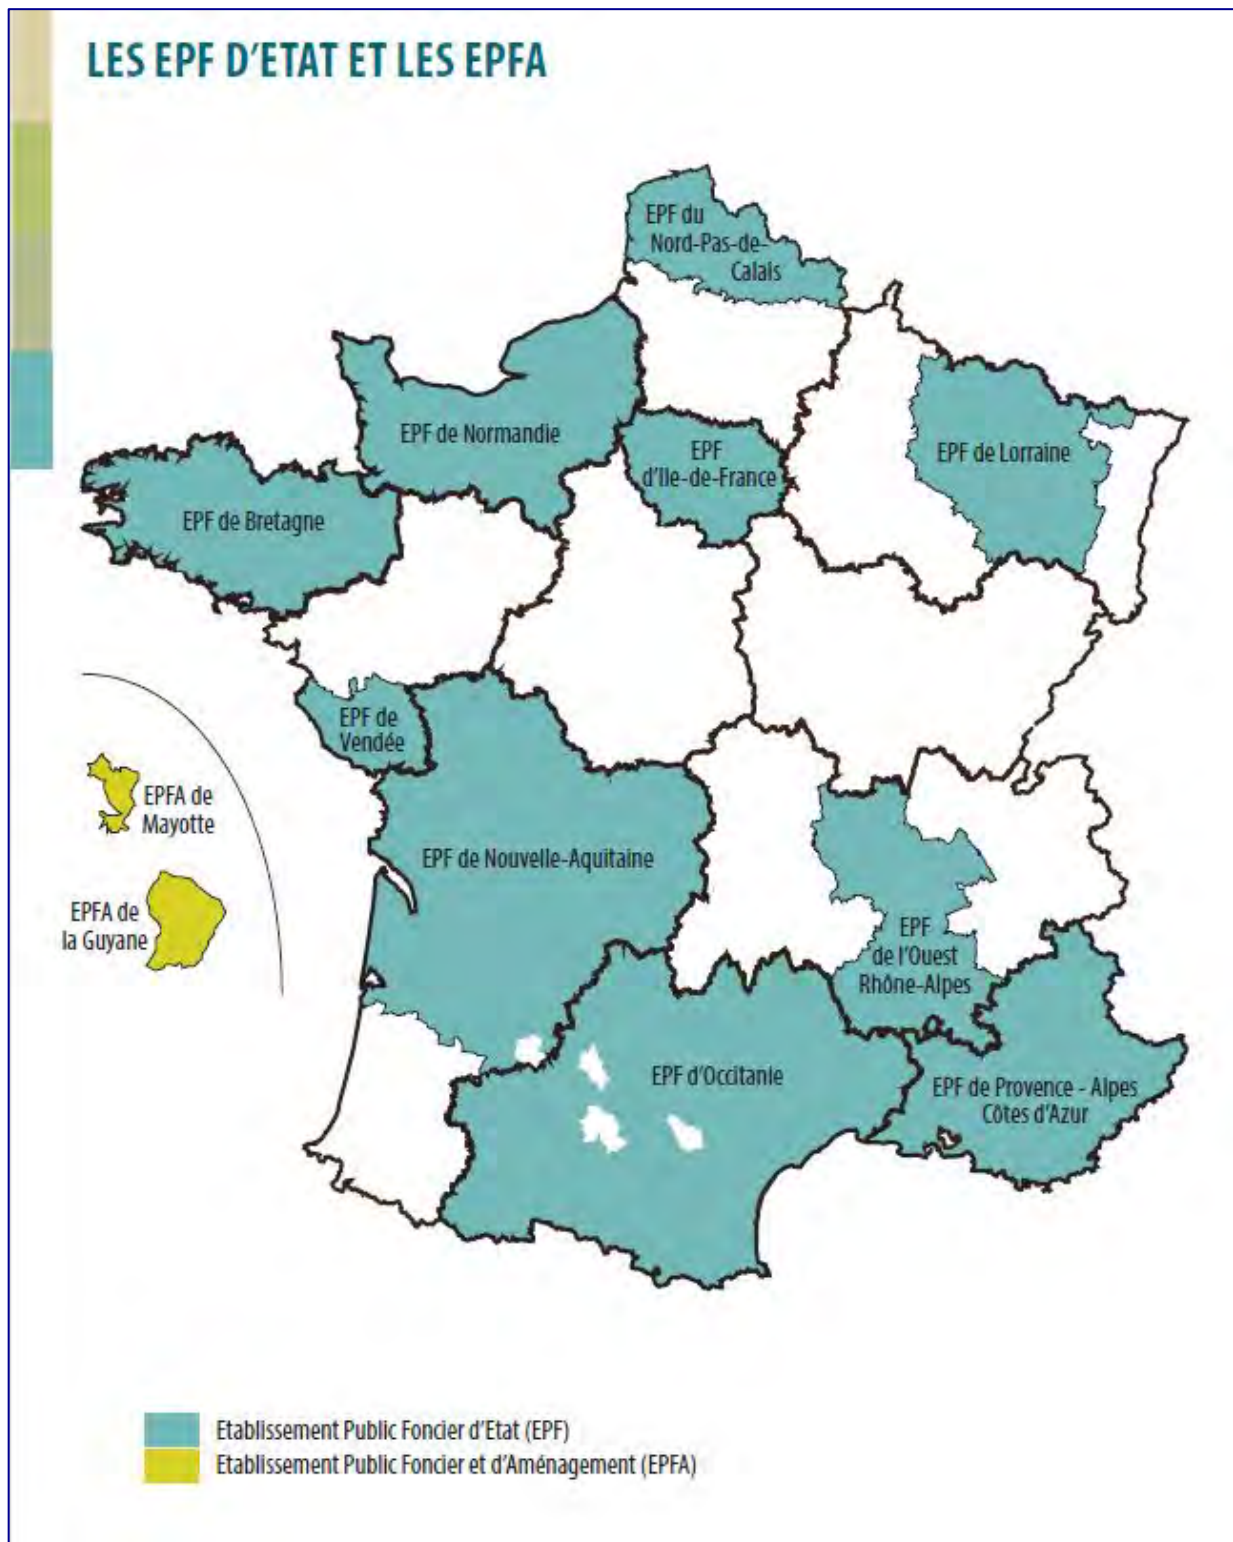 LES EPF D'ETAT ET LES EPFA
EPF du
Nord-Pas-de-
Calais
EPF de Normandie
EPF
d'Ile-de-France
EPF de Lorraine
EPF de Bretagne
EPF de
Vendée
EPFA de
Mayotte
EPF de Nouvelle-Aquitaine
EPFA de
la Guyane
EPF
de l'Ouest
Rhône-Alpes
EPF d'Occitanie
EPF de Provence - Alpes
Côtes d'Azur
Etablissement Public Foncier d'Etat (EPF)
Etablissement Public Foncier et d'Aménagement (EPFA)